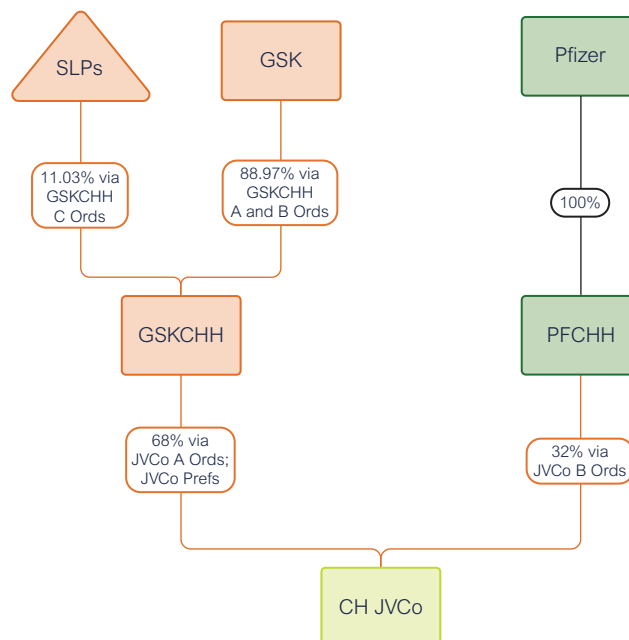 SLPs
GSK
Pfizer
11.03% via
GSKCHH
C Ords
88.97% via
GSKCHH
A and B Ords
100%
GSKCHH
PFCHH
68% via
JVCo A Ords;
JVCo Prefs
32% via
JVCo B Ords
CH JVCo